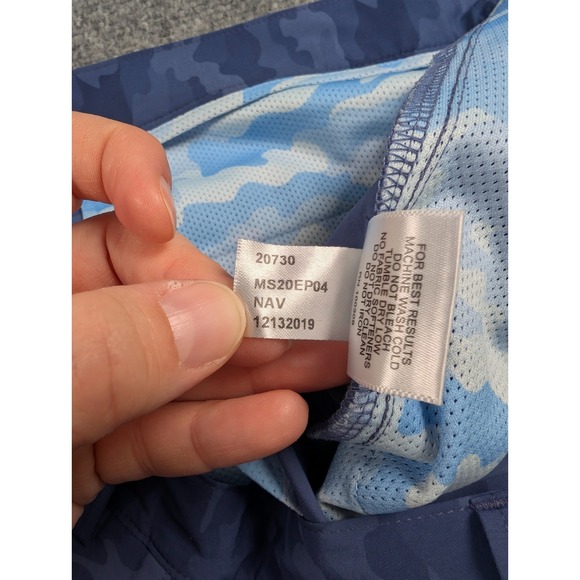 20730
MS20EP04
NAV
12132019
FOR BEST RESULTS
MACHINE WASH COLD
DO NOT BLEACH
TUMBLE DRY LOW
NO FABRIC SOFTENERS
DO NOT DRY CLEAN
DO NOT IRON